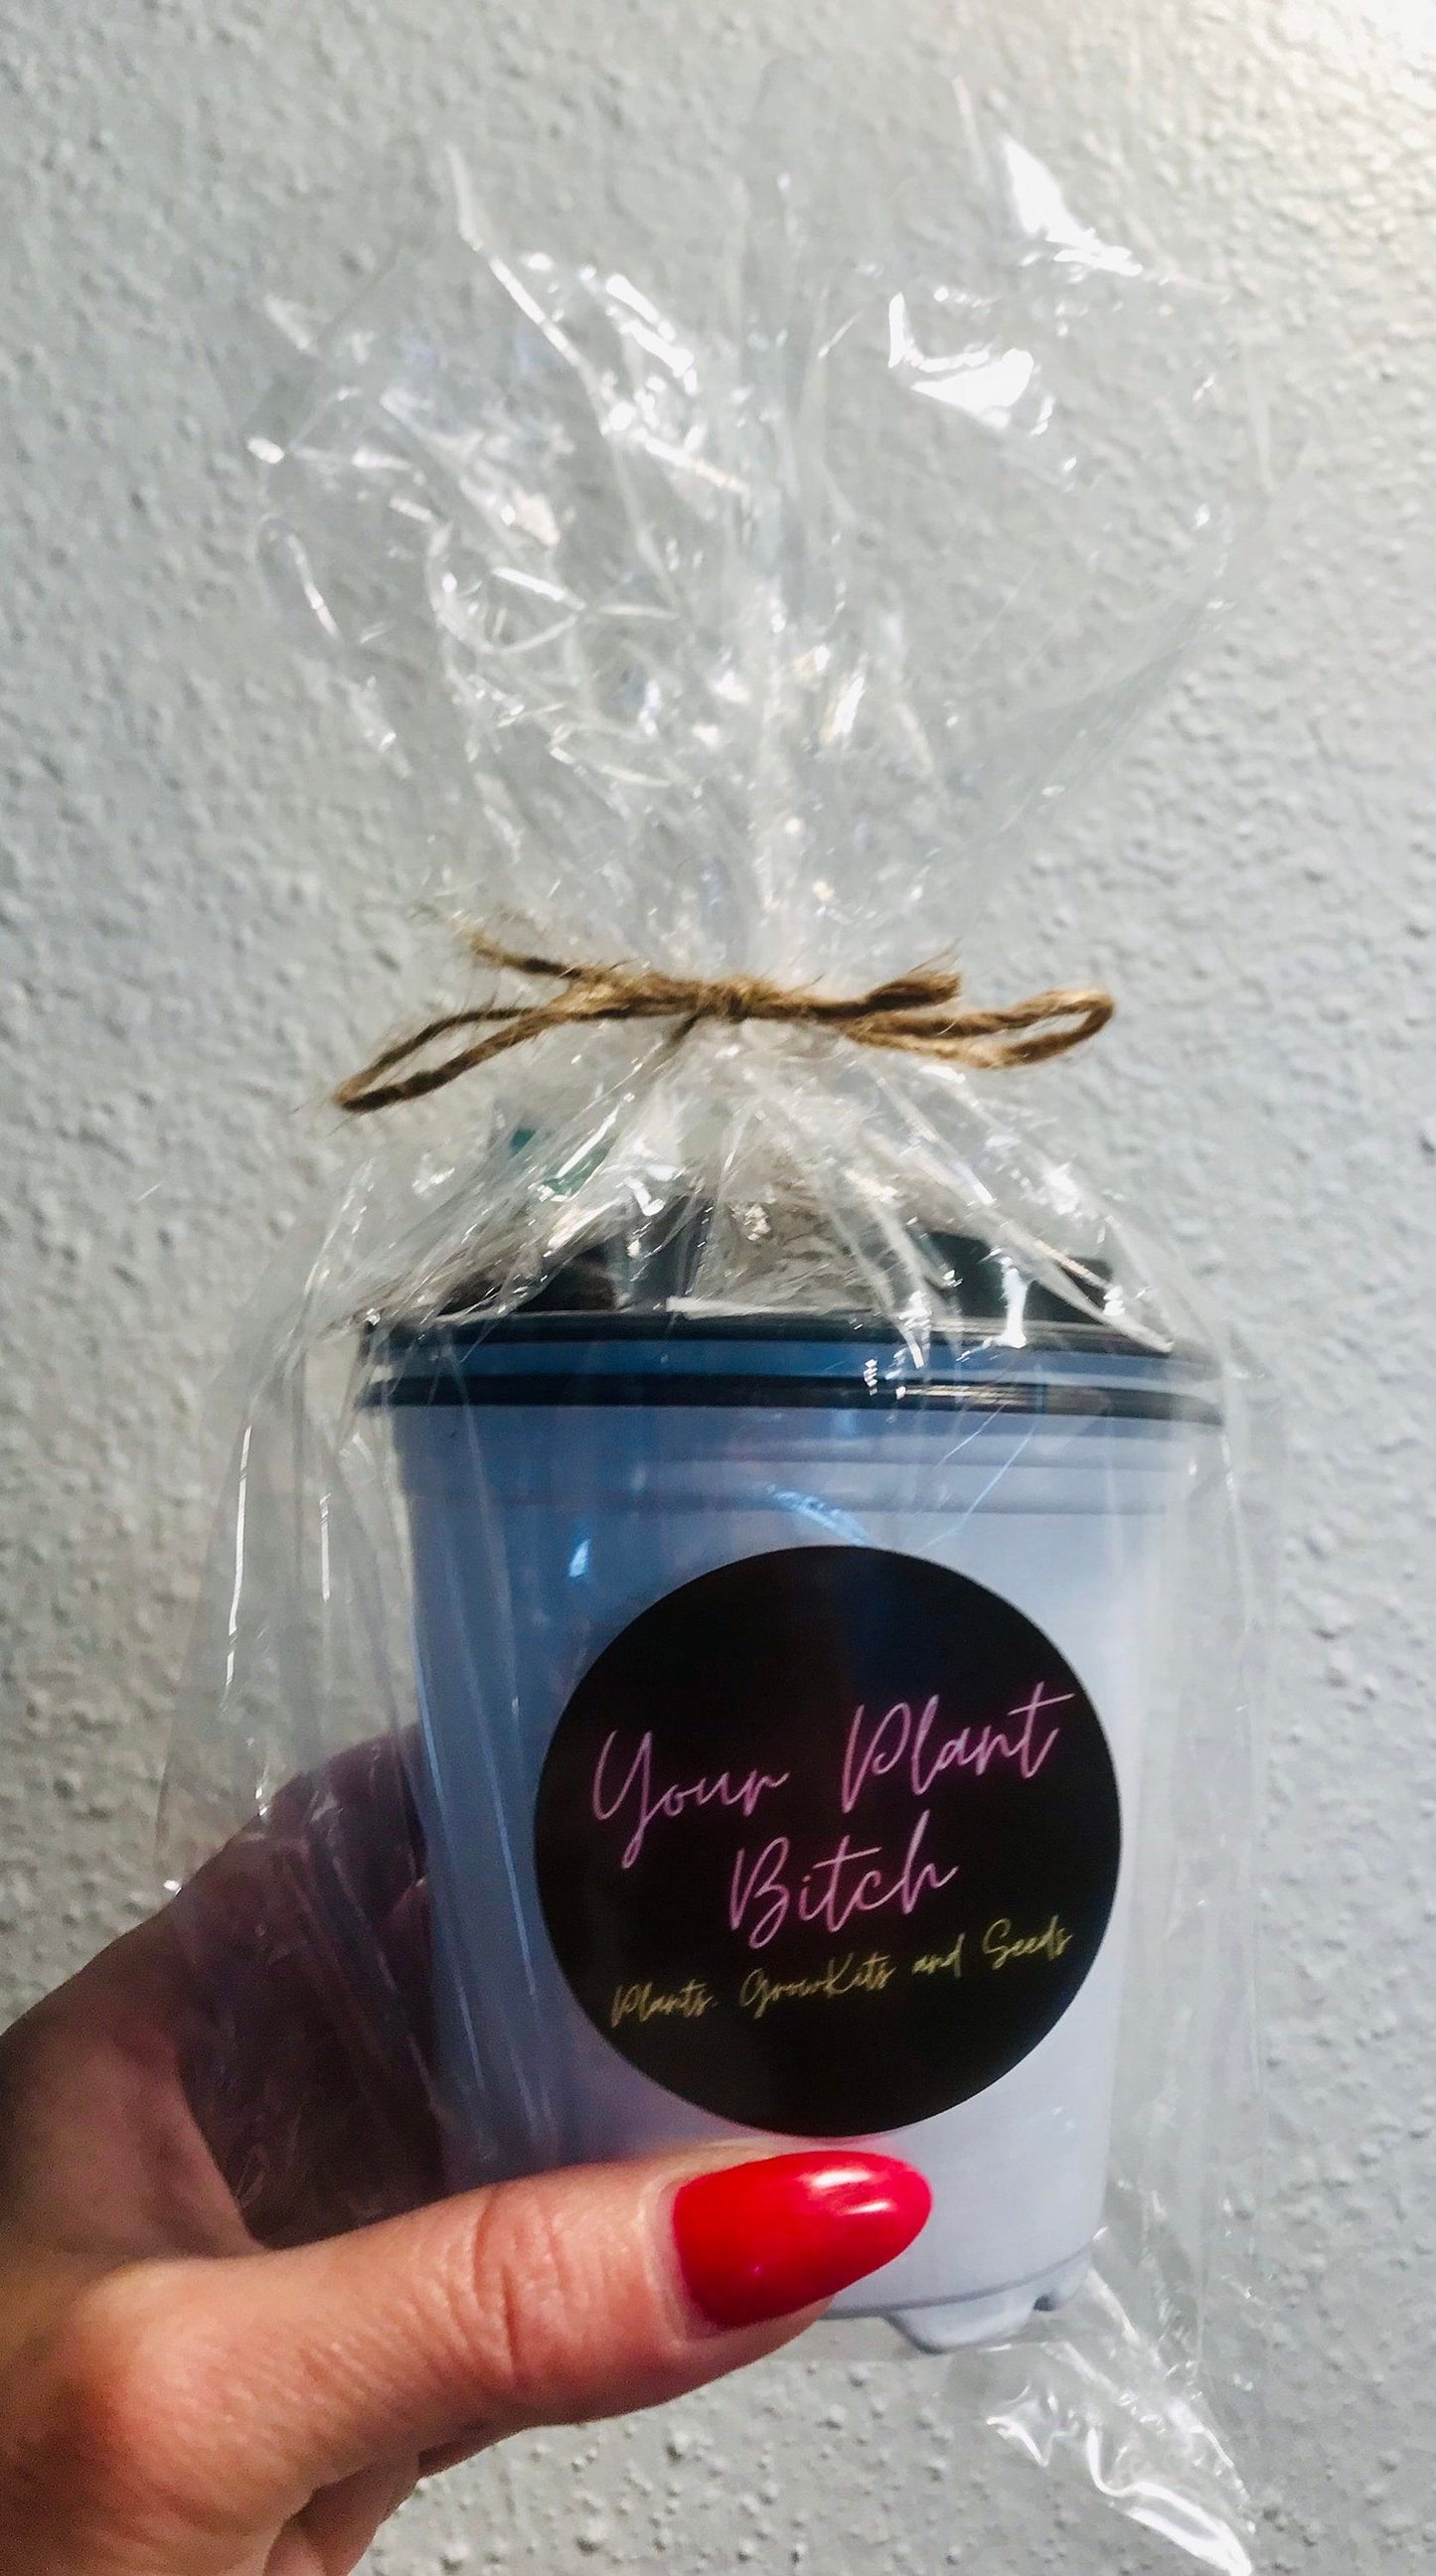 Your Plant
Bitch
Plants, GrowKits and Seeds